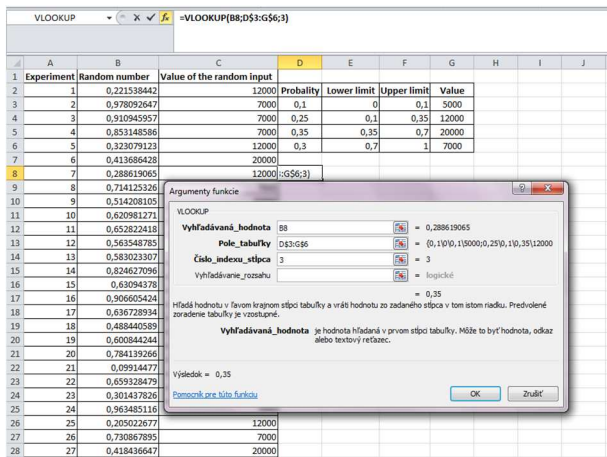 VLOOKUP =VLOOKUP(B8;D$3:G$6;3)
A B C D E F G H I J
1 Experiment Random number Value of the random input
2 1 0,221538442 12000 Probality Lower limit Upper limit Value
3 2 0,978092647 7000 0,1 0 0,1 5000
4 3 0,910945957 7000 0,25 0,1 0,35 12000
5 4 0,853148586 7000 0,35 0,35 0,7 20000
6 5 0,323079123 12000 0,3 0,7 1 7000
7 6 0,413686428 20000
8 7 0,288619065 12000 :G$6;3)
9 8 0,714125326
10 9 0,514208105
11 10 0,620981271
12 11 0,652822418
13 12 0,563548785
14 13 0,583023307
15 14 0,824627096
16 15 0,63094378
17 16 0,906605424
18 17 0,636728934
19 18 0,488440589
20 19 0,600844244
21 20 0,784139266
22 21 0,09914477
23 22 0,659328479
24 23 0,301437826
25 24 0,963485116
26 25 0,205022677 12000
27 26 0,730867895 7000
28 27 0,418436647 20000
Argumenty funkcie
VLOOKUP
Vyhľadávaná_hodnota B8 = 0,288619065
Pole_tabuľky D$3:G$6 = {0,1\0\0,1\5000;0,25\0,1\0,35\12000
Číslo_indexu_stĺpca 3 = 3
Vyhľadávanie_rozsahu = logické
= 0,35
Hľadá hodnotu v ľavom krajnom stĺpci tabuľky a vráti hodnotu zo zadaného stĺpca v tom istom riadku. Predvolené
zoradenie tabuľky je vzostupné.
Vyhľadávaná_hodnota je hodnota hľadaná v prvom stĺpci tabuľky. Môže to byť hodnota, odkaz
alebo textový reťazec.
Výsledok = 0,35
Pomocník pre túto funkciu OK Zrušiť